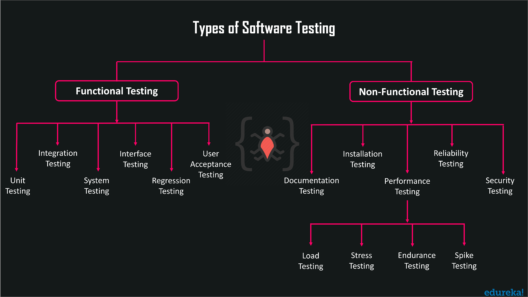 Types of Software Testing
Functional Testing
Non-Functional Testing
Unit
Testing
Integration
Testing
System
Testing
Interface
Testing
Regression
Testing
User
Acceptance
Testing
Documentation
Testing
Installation
Testing
Performance
Testing
Reliability
Testing
Security
Testing
Load
Testing
Stress
Testing
Endurance
Testing
Spike
Testing
edureka!